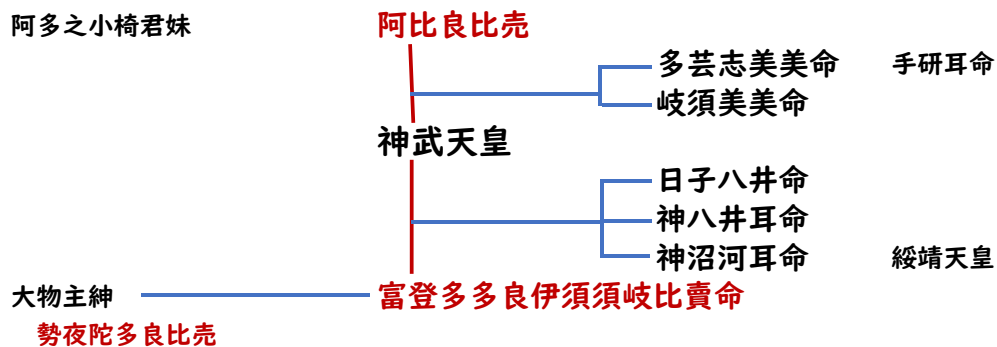 阿多之小椅君妹 阿比良比売
多芸志美美命 手研耳命
岐須美美命
神武天皇
日子八井命
神八井耳命
神沼河耳命 綏靖天皇
大物主紳 富登多多良伊須須岐比賣命
勢夜陀多良比売